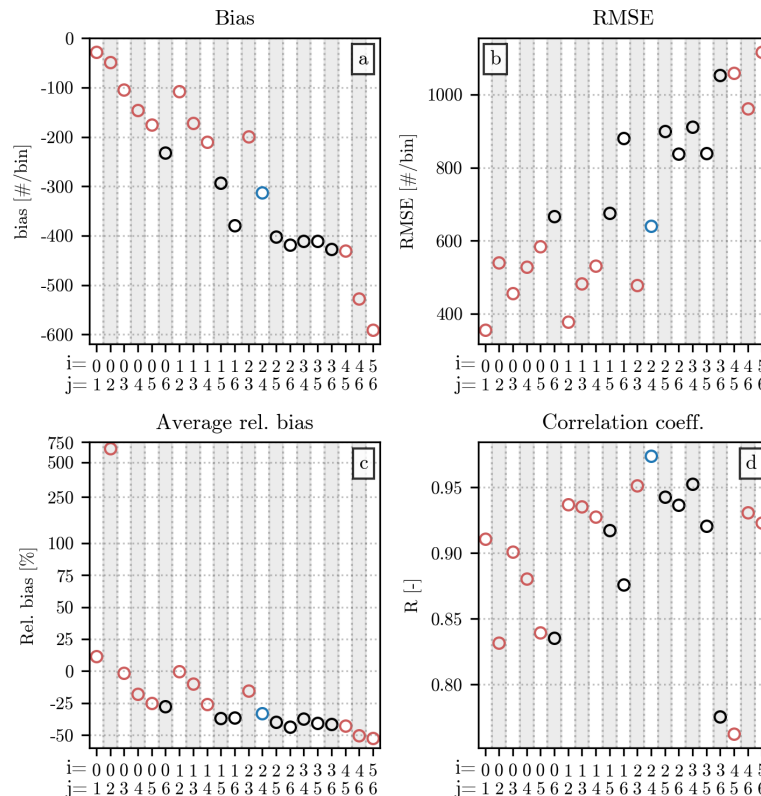 Bias
0
-100
-200
-300
-400
-500
-600
bias [#/bin]
a
i= 0 0 0 0 0 0 1 1 1 1 1 2 2 2 2 3 3 3 4 4 5
j= 1 2 3 4 5 6 2 3 4 5 6 3 4 5 6 4 5 6 5 6 6
RMSE
1000
800
600
400
RMSE [#/bin]
b
i= 0 0 0 0 0 0 1 1 1 1 1 2 2 2 2 3 3 3 4 4 5
j= 1 2 3 4 5 6 2 3 4 5 6 3 4 5 6 4 5 6 5 6 6
Average rel. bias
750
500
250
100
75
50
25
0
-25
-50
Rel. bias [%]
c
i= 0 0 0 0 0 0 1 1 1 1 1 2 2 2 2 3 3 3 4 4 5
j= 1 2 3 4 5 6 2 3 4 5 6 3 4 5 6 4 5 6 5 6 6
Correlation coeff.
0.95
0.90
0.85
0.80
R [-]
d
i= 0 0 0 0 0 0 1 1 1 1 1 2 2 2 2 3 3 3 4 4 5
j= 1 2 3 4 5 6 2 3 4 5 6 3 4 5 6 4 5 6 5 6 6